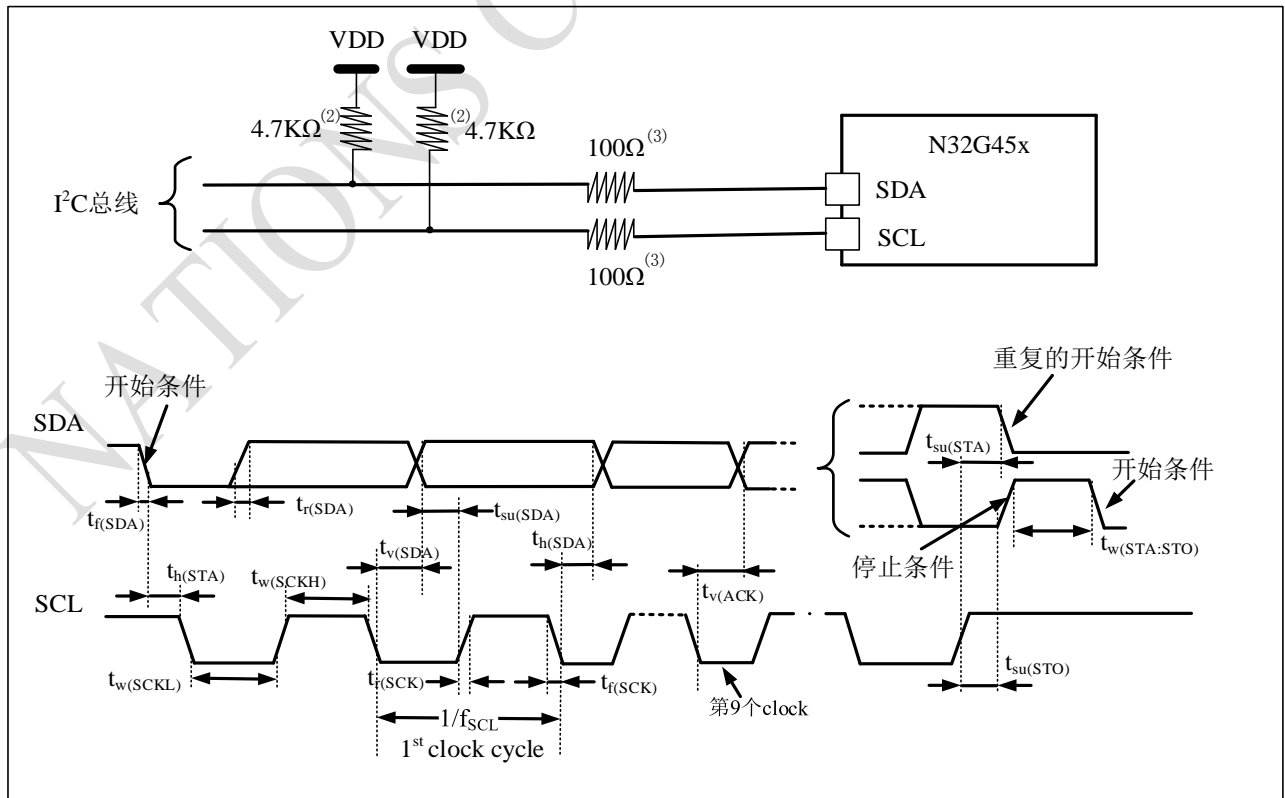 VDD VDD
4.7KΩ(2) (2) 4.7KΩ
100Ω(3)
N32G45x
SDA
I²C总线
SCL
100Ω(3)
重复的开始条件
开始条件
SDA
tsu(STA)
开始条件
tf(SDA)
tr(SDA)
tsu(SDA)
tv(SDA)
th(SDA)
停止条件
tw(STA:STO)
th(STA)
tw(SCKH)
tv(ACK)
SCL
tw(SCKL)
tr(SCK)
tf(SCK)
tsu(STO)
第9个clock
1/fSCL
1st clock cycle
NATIONS